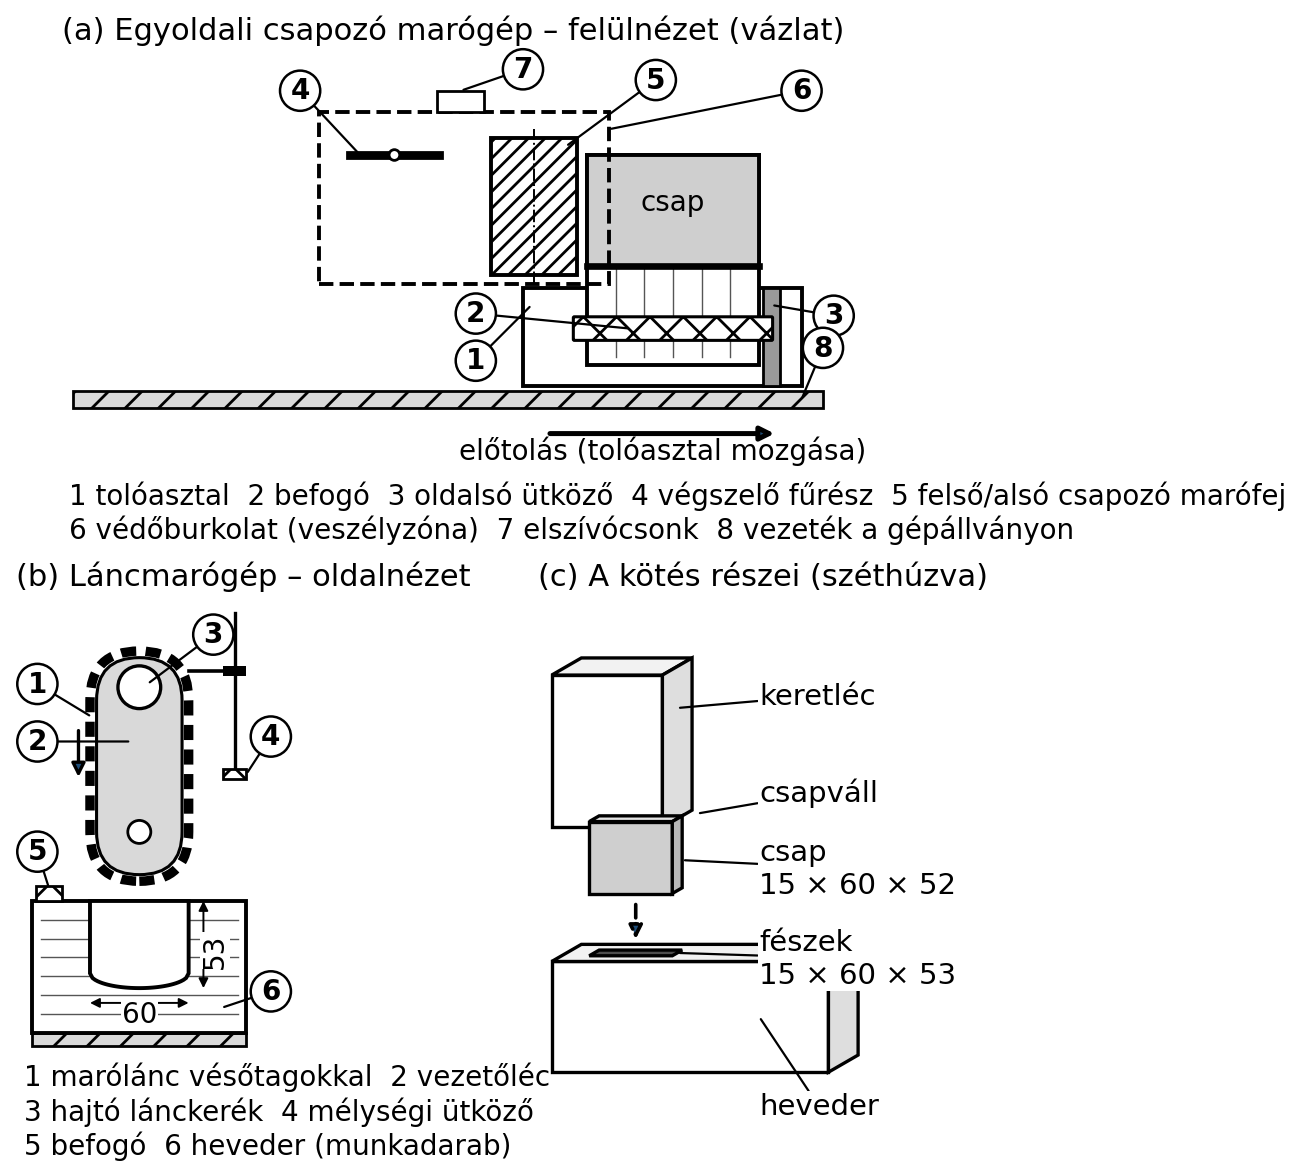 (a) Egyoldali csapozó marógép – felülnézet (vázlat)
7
4
5
6
csap
2
3
1
8
előtolás (tolóasztal mozgása)
1 tolóasztal  2 befogó  3 oldalsó ütköző  4 végszelő fűrész  5 felső/alsó csapozó marófej
6 védőburkolat (veszélyzóna)  7 elszívócsonk  8 vezeték a gépállványon
(b) Láncmarógép – oldalnézet
3
1
2
4
5
53
6
60
1 marólánc vésőtagokkal  2 vezetőléc
3 hajtó lánckerék  4 mélységi ütköző
5 befogó  6 heveder (munkadarab)
(c) A kötés részei (széthúzva)
keretléc
csapváll
csap
15 × 60 × 52
fészek
15 × 60 × 53
heveder